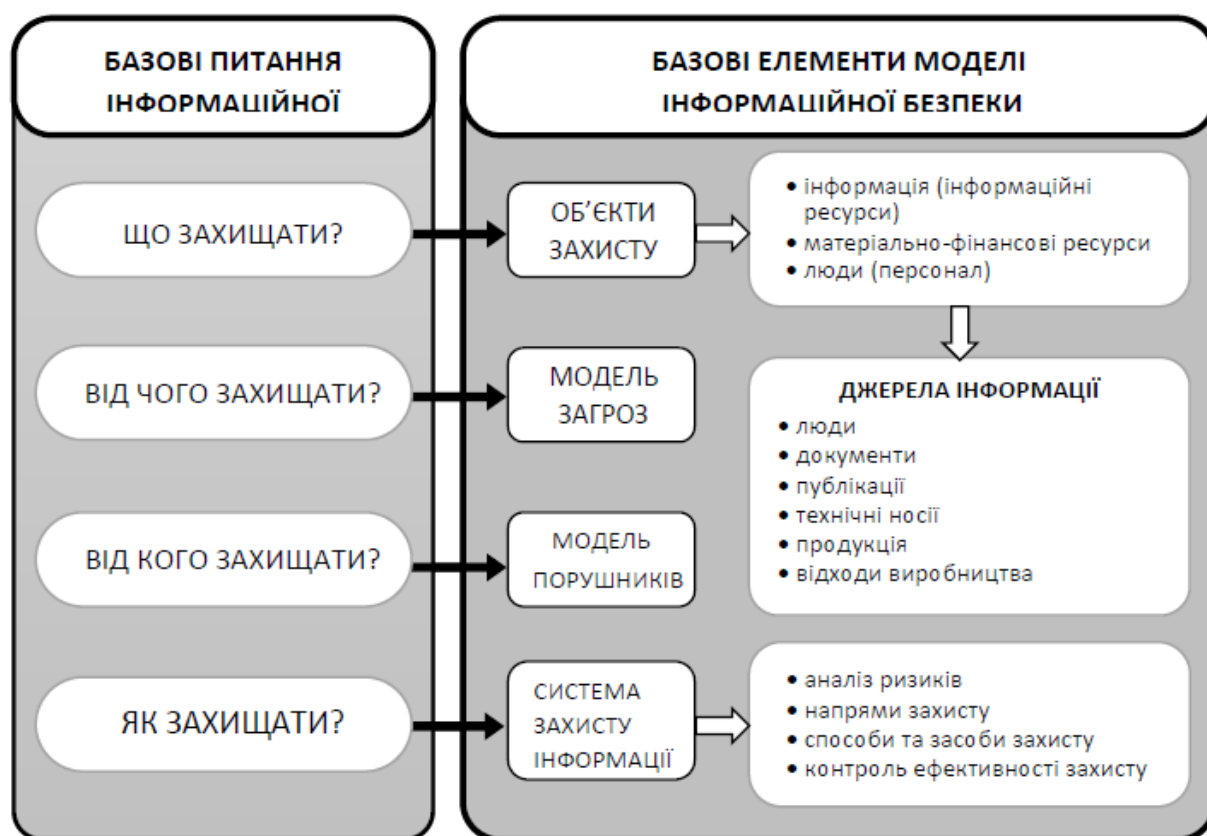 БАЗОВІ ПИТАННЯ
ІНФОРМАЦІЙНОЇ
БАЗОВІ ЕЛЕМЕНТИ МОДЕЛІ
ІНФОРМАЦІЙНОЇ БЕЗПЕКИ
ЩО ЗАХИЩАТИ?
ОБ’ЄКТИ
ЗАХИСТУ
• інформація (інформаційні
ресурси)
• матеріально-фінансові ресурси
• люди (персонал)
ВІД ЧОГО ЗАХИЩАТИ?
МОДЕЛЬ
ЗАГРОЗ
ДЖЕРЕЛА ІНФОРМАЦІЇ
• люди
• документи
• публікації
• технічні носії
• продукція
• відходи виробництва
ВІД КОГО ЗАХИЩАТИ?
МОДЕЛЬ
ПОРУШНИКІВ
ЯК ЗАХИЩАТИ?
СИСТЕМА
ЗАХИСТУ
ІНФОРМАЦІЇ
• аналіз ризиків
• напрями захисту
• способи та засоби захисту
• контроль ефективності захисту